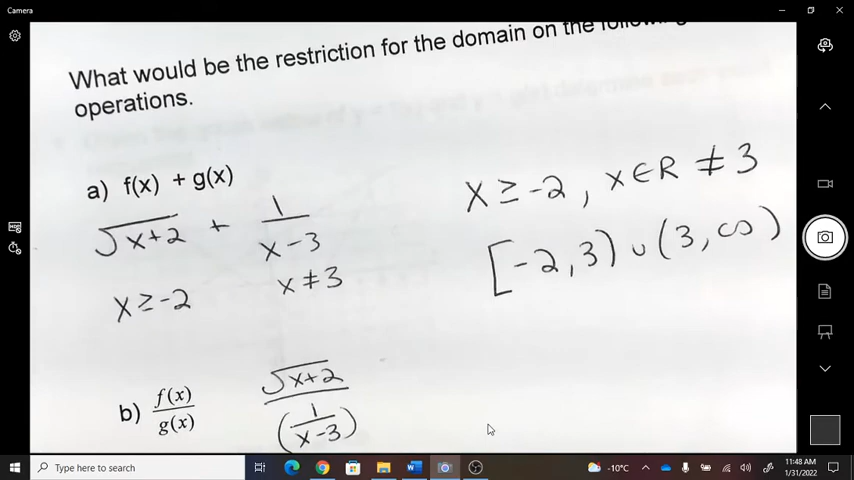 Camera
What would be the restriction for the domain on the following
operations.
a) f(x) + g(x)
√x+2 + 1/(x-3)
x ≥ -2 x ≠ 3
x ≥ -2, x ∈ R ≠ 3
[-2, 3) ∪ (3, ∞)
b) f(x)/g(x) √x+2/(1/(x-3))
Type here to search
-10°C
11:48 AM
1/31/2022